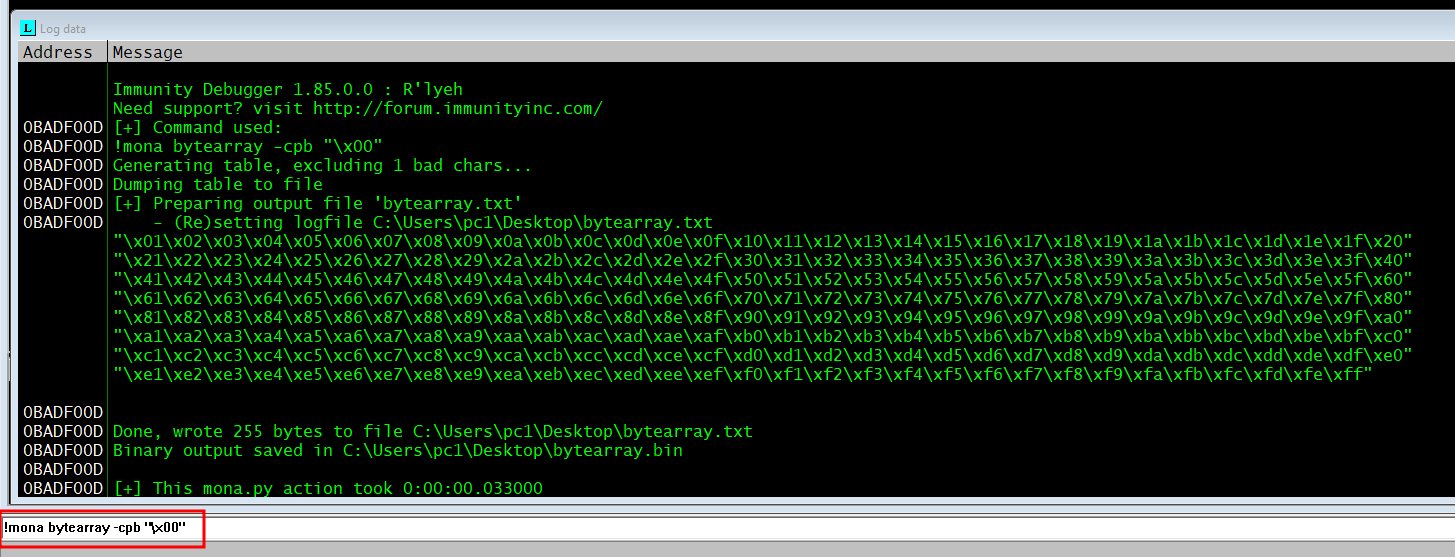 L Log data
Address Message
Immunity Debugger 1.85.0.0 : R'lyeh
Need support? visit http://forum.immunityinc.com/
0BADF00D [+] Command used:
0BADF00D !mona bytearray -cpb "\x00"
0BADF00D Generating table, excluding 1 bad chars...
0BADF00D Dumping table to file
0BADF00D [+] Preparing output file 'bytearray.txt'
0BADF00D - (Re)setting logfile C:\Users\pc1\Desktop\bytearray.txt
"\x01\x02\x03\x04\x05\x06\x07\x08\x09\x0a\x0b\x0c\x0d\x0e\x0f\x10\x11\x12\x13\x14\x15\x16\x17\x18\x19\x1a\x1b\x1c\x1d\x1e\x1f\x20"
"\x21\x22\x23\x24\x25\x26\x27\x28\x29\x2a\x2b\x2c\x2d\x2e\x2f\x30\x31\x32\x33\x34\x35\x36\x37\x38\x39\x3a\x3b\x3c\x3d\x3e\x3f\x40"
"\x41\x42\x43\x44\x45\x46\x47\x48\x49\x4a\x4b\x4c\x4d\x4e\x4f\x50\x51\x52\x53\x54\x55\x56\x57\x58\x59\x5a\x5b\x5c\x5d\x5e\x5f\x60"
"\x61\x62\x63\x64\x65\x66\x67\x68\x69\x6a\x6b\x6c\x6d\x6e\x6f\x70\x71\x72\x73\x74\x75\x76\x77\x78\x79\x7a\x7b\x7c\x7d\x7e\x7f\x80"
"\x81\x82\x83\x84\x85\x86\x87\x88\x89\x8a\x8b\x8c\x8d\x8e\x8f\x90\x91\x92\x93\x94\x95\x96\x97\x98\x99\x9a\x9b\x9c\x9d\x9e\x9f\xa0"
"\xa1\xa2\xa3\xa4\xa5\xa6\xa7\xa8\xa9\xaa\xab\xac\xad\xae\xaf\xb0\xb1\xb2\xb3\xb4\xb5\xb6\xb7\xb8\xb9\xba\xbb\xbc\xbd\xbe\xbf\xc0"
"\xc1\xc2\xc3\xc4\xc5\xc6\xc7\xc8\xc9\xca\xcb\xcc\xcd\xce\xcf\xd0\xd1\xd2\xd3\xd4\xd5\xd6\xd7\xd8\xd9\xda\xdb\xdc\xdd\xde\xdf\xe0"
"\xe1\xe2\xe3\xe4\xe5\xe6\xe7\xe8\xe9\xea\xeb\xec\xed\xee\xef\xf0\xf1\xf2\xf3\xf4\xf5\xf6\xf7\xf8\xf9\xfa\xfb\xfc\xfd\xfe\xff"
0BADF00D
0BADF00D Done, wrote 255 bytes to file C:\Users\pc1\Desktop\bytearray.txt
0BADF00D Binary output saved in C:\Users\pc1\Desktop\bytearray.bin
0BADF00D
0BADF00D [+] This mona.py action took 0:00:00.033000
!mona bytearray -cpb "\x00"